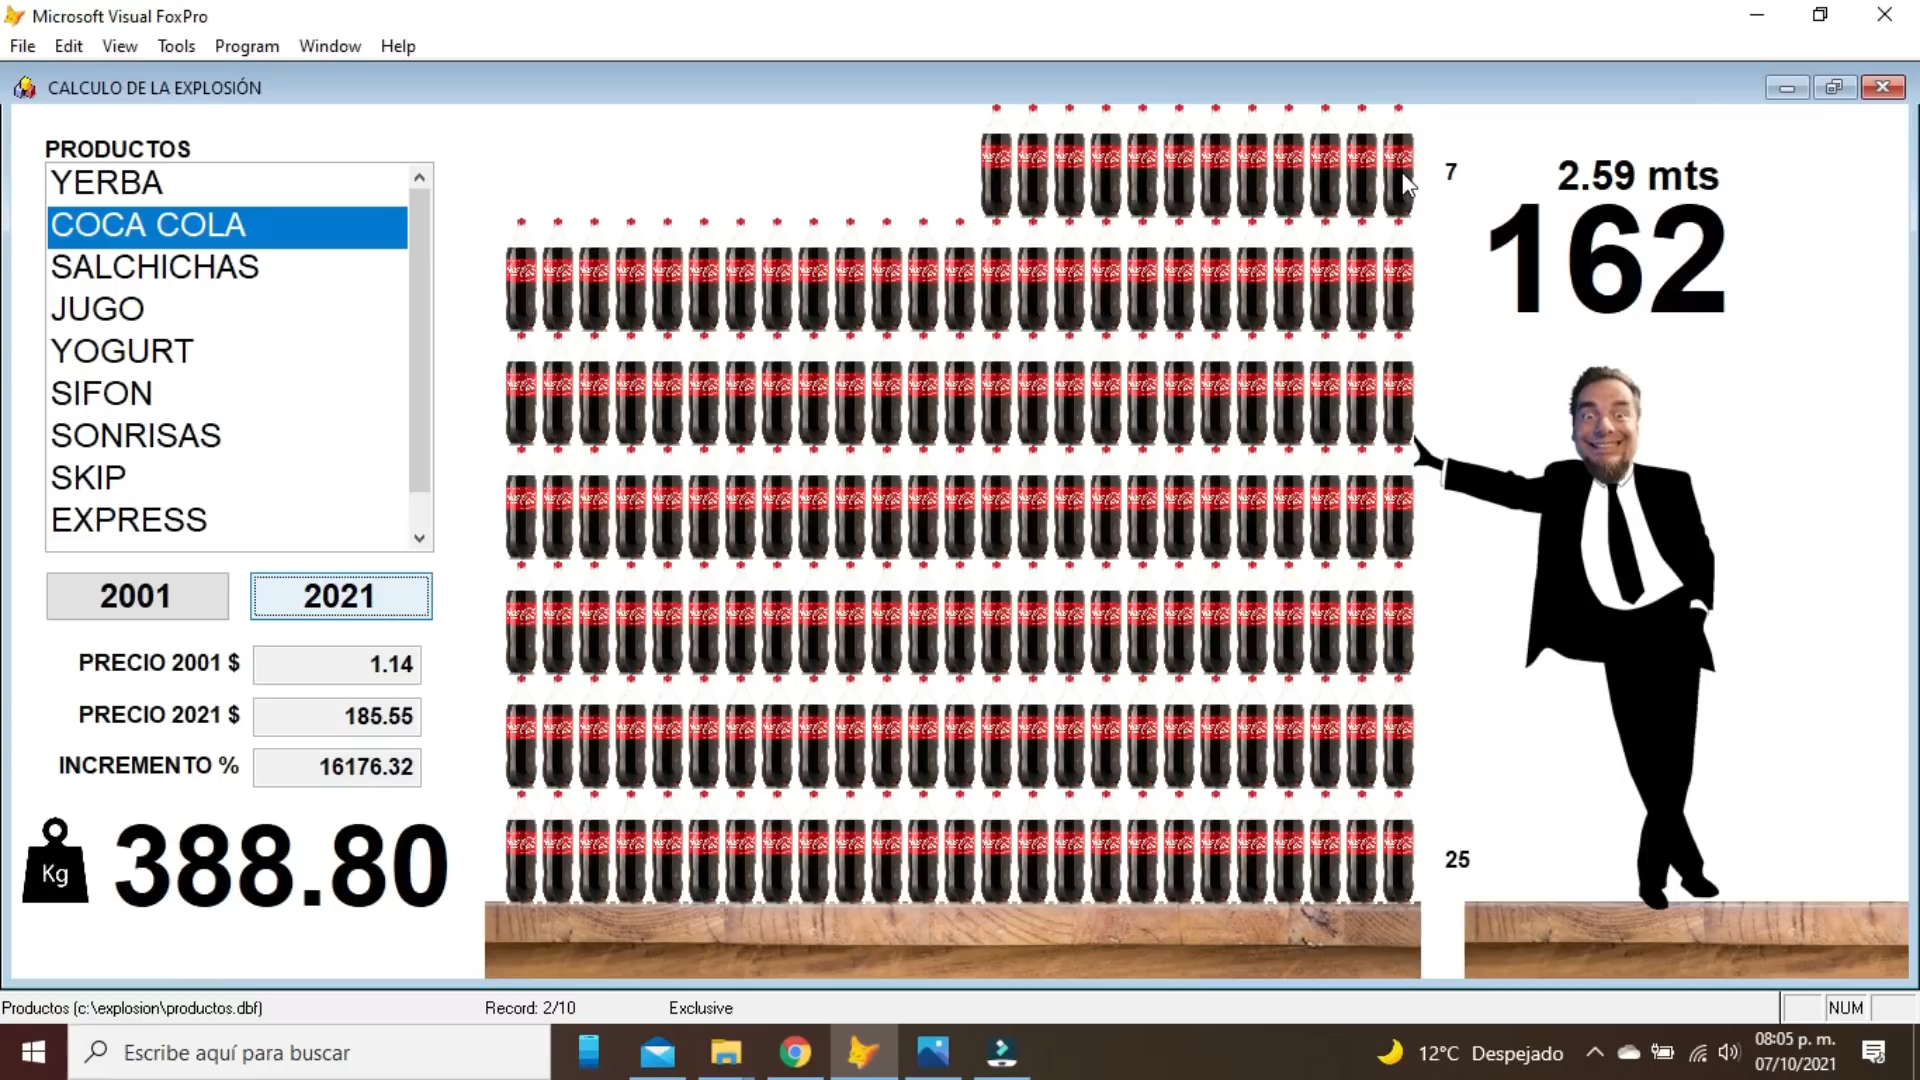 Microsoft Visual FoxPro
File Edit View Tools Program Window Help
CALCULO DE LA EXPLOSIÓN
PRODUCTOS
YERBA
COCA COLA
SALCHICHAS
JUGO
YOGURT
SIFON
SONRISAS
SKIP
EXPRESS
2001 2021
PRECIO 2001 $ 1.14
PRECIO 2021 $ 185.55
INCREMENTO % 16176.32
Kg 388.80
7
25
2.59 mts
162
Productos (c:\explosion\productos.dbf) Record: 2/10 Exclusive NUM
Escribe aquí para buscar
12°C Despejado
08:05 p. m.
07/10/2021